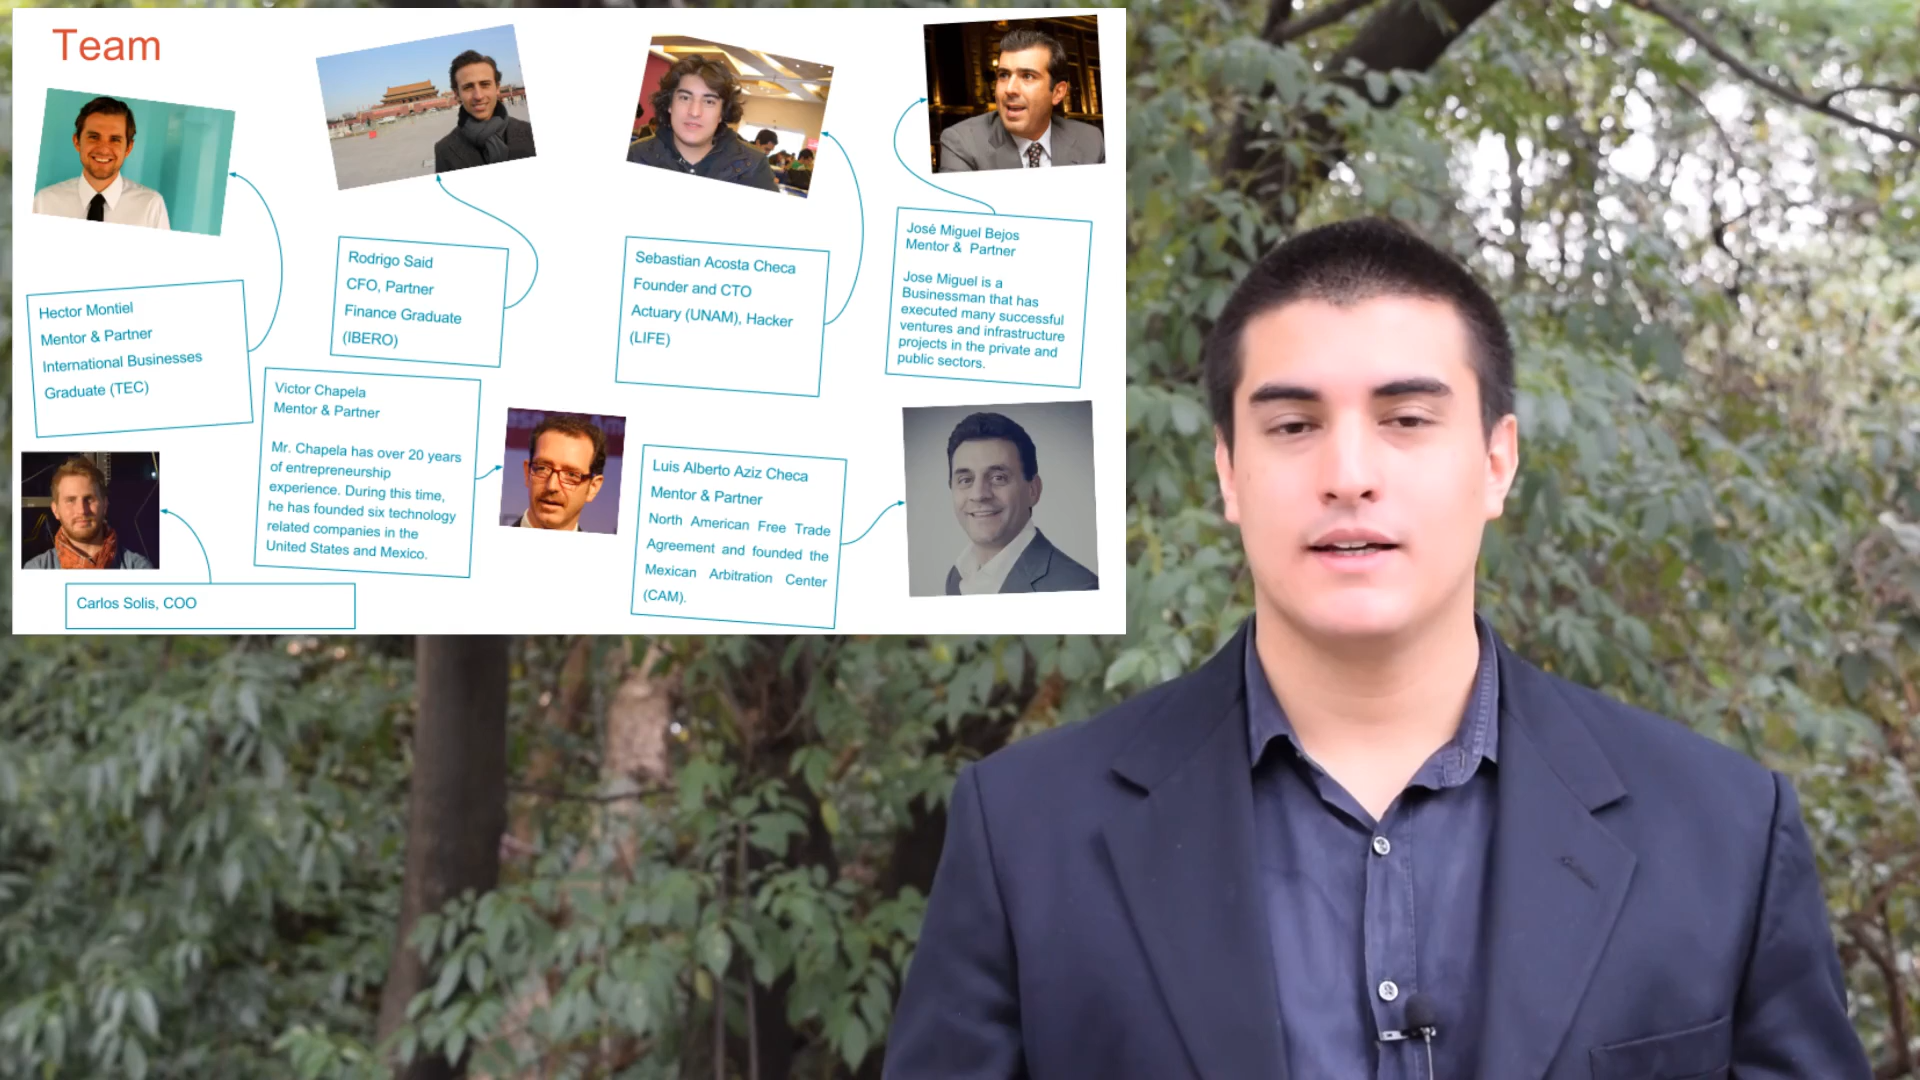 Team
Hector Montiel
Mentor & Partner
International Businesses
Graduate (TEC)
Rodrigo Said
CFO, Partner
Finance Graduate
(IBERO)
Sebastian Acosta Checa
Founder and CTO
Actuary (UNAM), Hacker
(LIFE)
José Miguel Bejos
Mentor & Partner
Jose Miguel is a
Businessman that has
executed many successful
ventures and infrastructure
projects in the private and
public sectors.
Victor Chapela
Mentor & Partner
Mr. Chapela has over 20 years
of entrepreneurship
experience. During this time,
he has founded six technology
related companies in the
United States and Mexico.
Luis Alberto Aziz Checa
Mentor & Partner
North American Free Trade
Agreement and founded the
Mexican Arbitration Center
(CAM).
Carlos Solis, COO